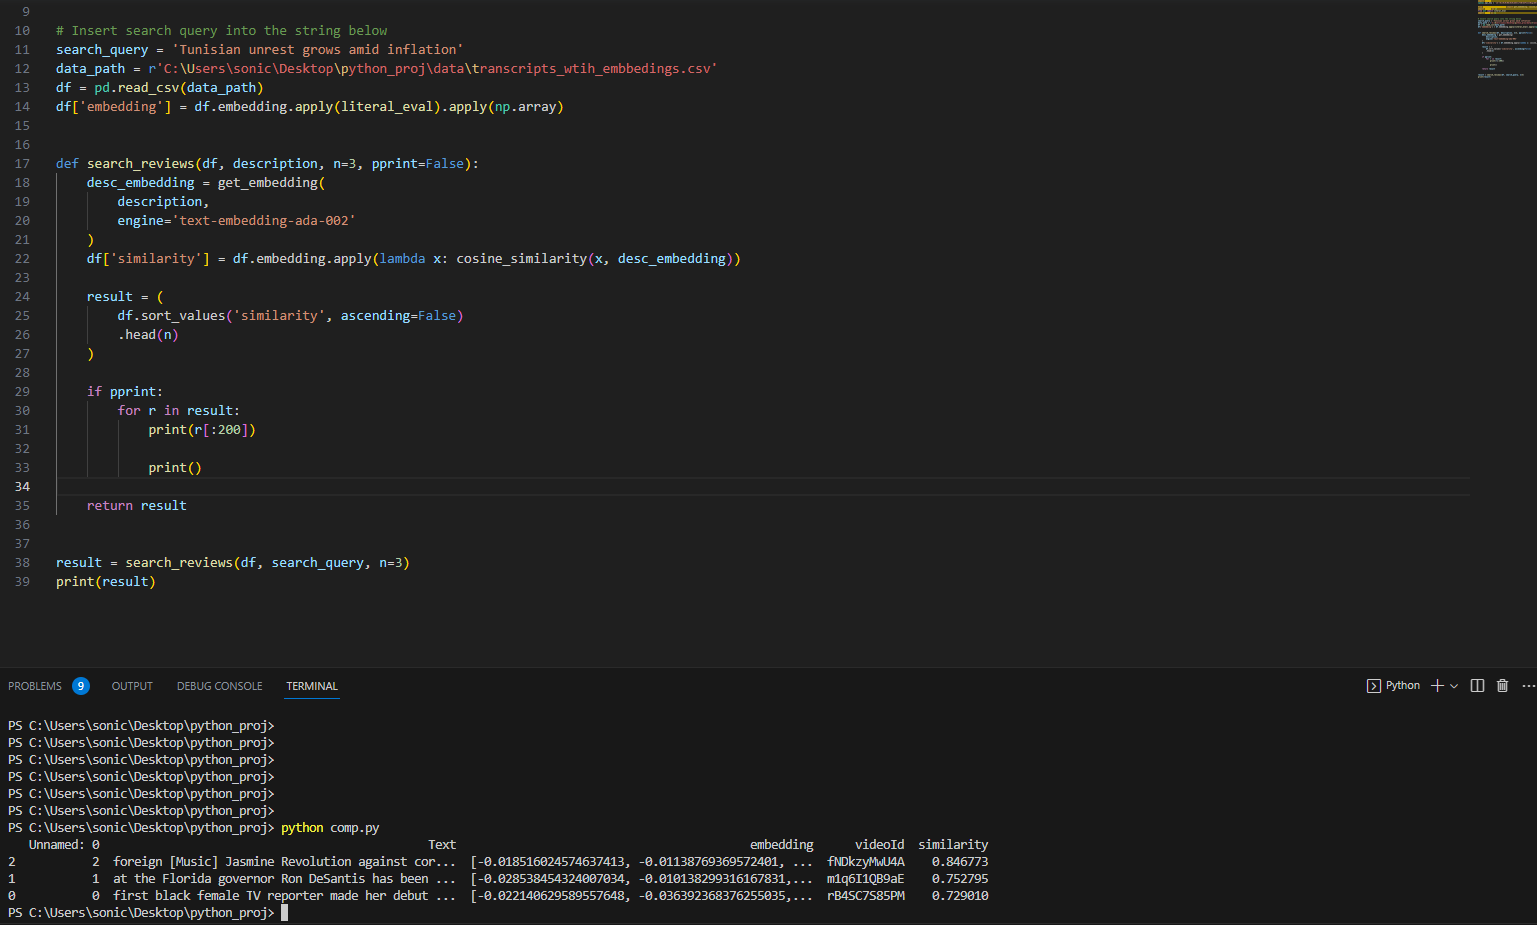 9
10 # Insert search query into the string below
11 search_query = 'Tunisian unrest grows amid inflation'
12 data_path = r'C:\Users\sonic\Desktop\python_proj\data\transcripts_wtih_embbedings.csv'
13 df = pd.read_csv(data_path)
14 df['embedding'] = df.embedding.apply(literal_eval).apply(np.array)
15
16
17 def search_reviews(df, description, n=3, pprint=False):
18     desc_embedding = get_embedding(
19         description,
20         engine='text-embedding-ada-002'
21     )
22     df['similarity'] = df.embedding.apply(lambda x: cosine_similarity(x, desc_embedding))
23
24     result = (
25         df.sort_values('similarity', ascending=False)
26         .head(n)
27     )
28
29     if pprint:
30         for r in result:
31             print(r[:200])
32
33             print()
34
35     return result
36
37
38 result = search_reviews(df, search_query, n=3)
39 print(result)
PROBLEMS 9 OUTPUT DEBUG CONSOLE TERMINAL Python
PS C:\Users\sonic\Desktop\python_proj>
PS C:\Users\sonic\Desktop\python_proj>
PS C:\Users\sonic\Desktop\python_proj>
PS C:\Users\sonic\Desktop\python_proj>
PS C:\Users\sonic\Desktop\python_proj>
PS C:\Users\sonic\Desktop\python_proj>
PS C:\Users\sonic\Desktop\python_proj> python comp.py
Unnamed: 0 Text embedding videoId similarity
2 2 foreign [Music] Jasmine Revolution against cor... [-0.018516024574637413, -0.01138769369572401, ... fNDkzyMwU4A 0.846773
1 1 at the Florida governor Ron DeSantis has been ... [-0.028538454324007034, -0.010138299316167831,... m1q6I1QB9aE 0.752795
0 0 first black female TV reporter made her debut ... [-0.022140629589557648, -0.036392368376255035,... rB4SC7S85PM 0.729010
PS C:\Users\sonic\Desktop\python_proj>